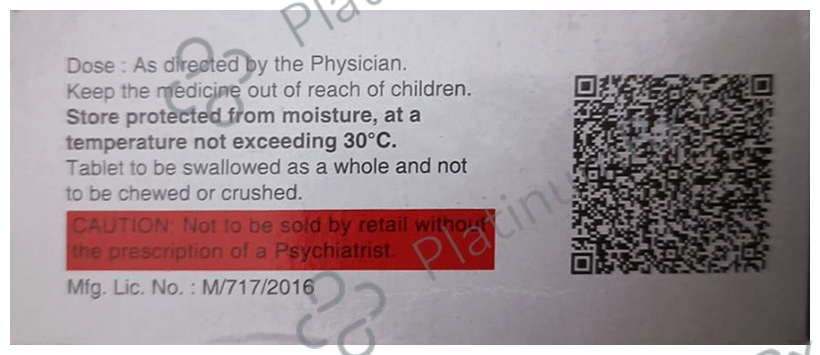 Dose : As directed by the Physician.
Keep the medicine out of reach of children.
Store protected from moisture, at a
temperature not exceeding 30°C.
Tablet to be swallowed as a whole and not
to be chewed or crushed.
CAUTION: Not to be sold by retail without
the prescription of a Psychiatrist.
Mfg. Lic. No. : M/717/2016
Platinum
Platinum